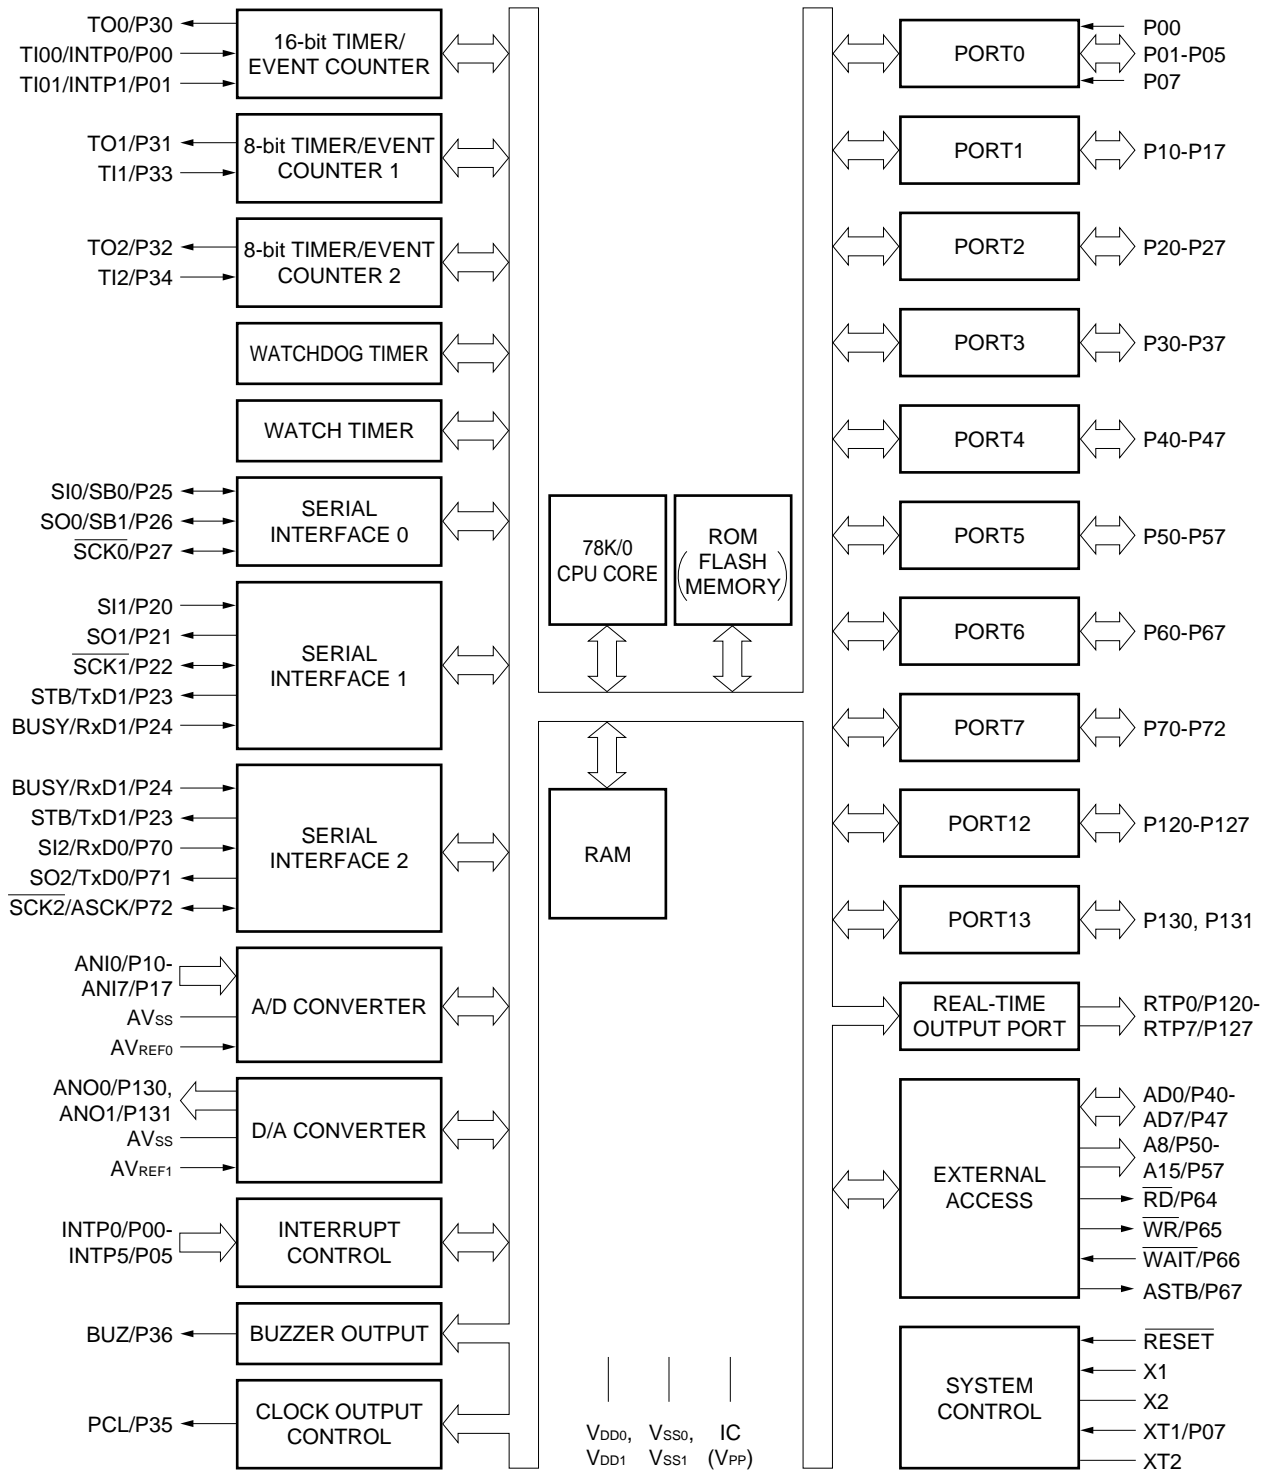 TO0/P30
TI00/INTP0/P00
TI01/INTP1/P01
16-bit TIMER/
EVENT COUNTER
TO1/P31
TI1/P33
8-bit TIMER/EVENT
COUNTER 1
TO2/P32
TI2/P34
8-bit TIMER/EVENT
COUNTER 2
WATCHDOG TIMER
WATCH TIMER
SI0/SB0/P25
SO0/SB1/P26
SCK0/P27
SERIAL
INTERFACE 0
SI1/P20
SO1/P21
SCK1/P22
STB/TxD1/P23
BUSY/RxD1/P24
SERIAL
INTERFACE 1
BUSY/RxD1/P24
STB/TxD1/P23
SI2/RxD0/P70
SO2/TxD0/P71
SCK2/ASCK/P72
SERIAL
INTERFACE 2
ANI0/P10-
ANI7/P17
AVSS
AVREF0
A/D CONVERTER
ANO0/P130,
ANO1/P131
AVSS
AVREF1
D/A CONVERTER
INTP0/P00-
INTP5/P05
INTERRUPT
CONTROL
BUZ/P36
BUZZER OUTPUT
PCL/P35
CLOCK OUTPUT
CONTROL
78K/0
CPU CORE
ROM
(FLASH
MEMORY)
RAM
VDD0,
VDD1
VSS0,
VSS1
IC
(VPP)
PORT0
P00
P01-P05
P07
PORT1
P10-P17
PORT2
P20-P27
PORT3
P30-P37
PORT4
P40-P47
PORT5
P50-P57
PORT6
P60-P67
PORT7
P70-P72
PORT12
P120-P127
PORT13
P130, P131
REAL-TIME
OUTPUT PORT
RTP0/P120-
RTP7/P127
EXTERNAL
ACCESS
AD0/P40-
AD7/P47
A8/P50-
A15/P57
RD/P64
WR/P65
WAIT/P66
ASTB/P67
SYSTEM
CONTROL
RESET
X1
X2
XT1/P07
XT2